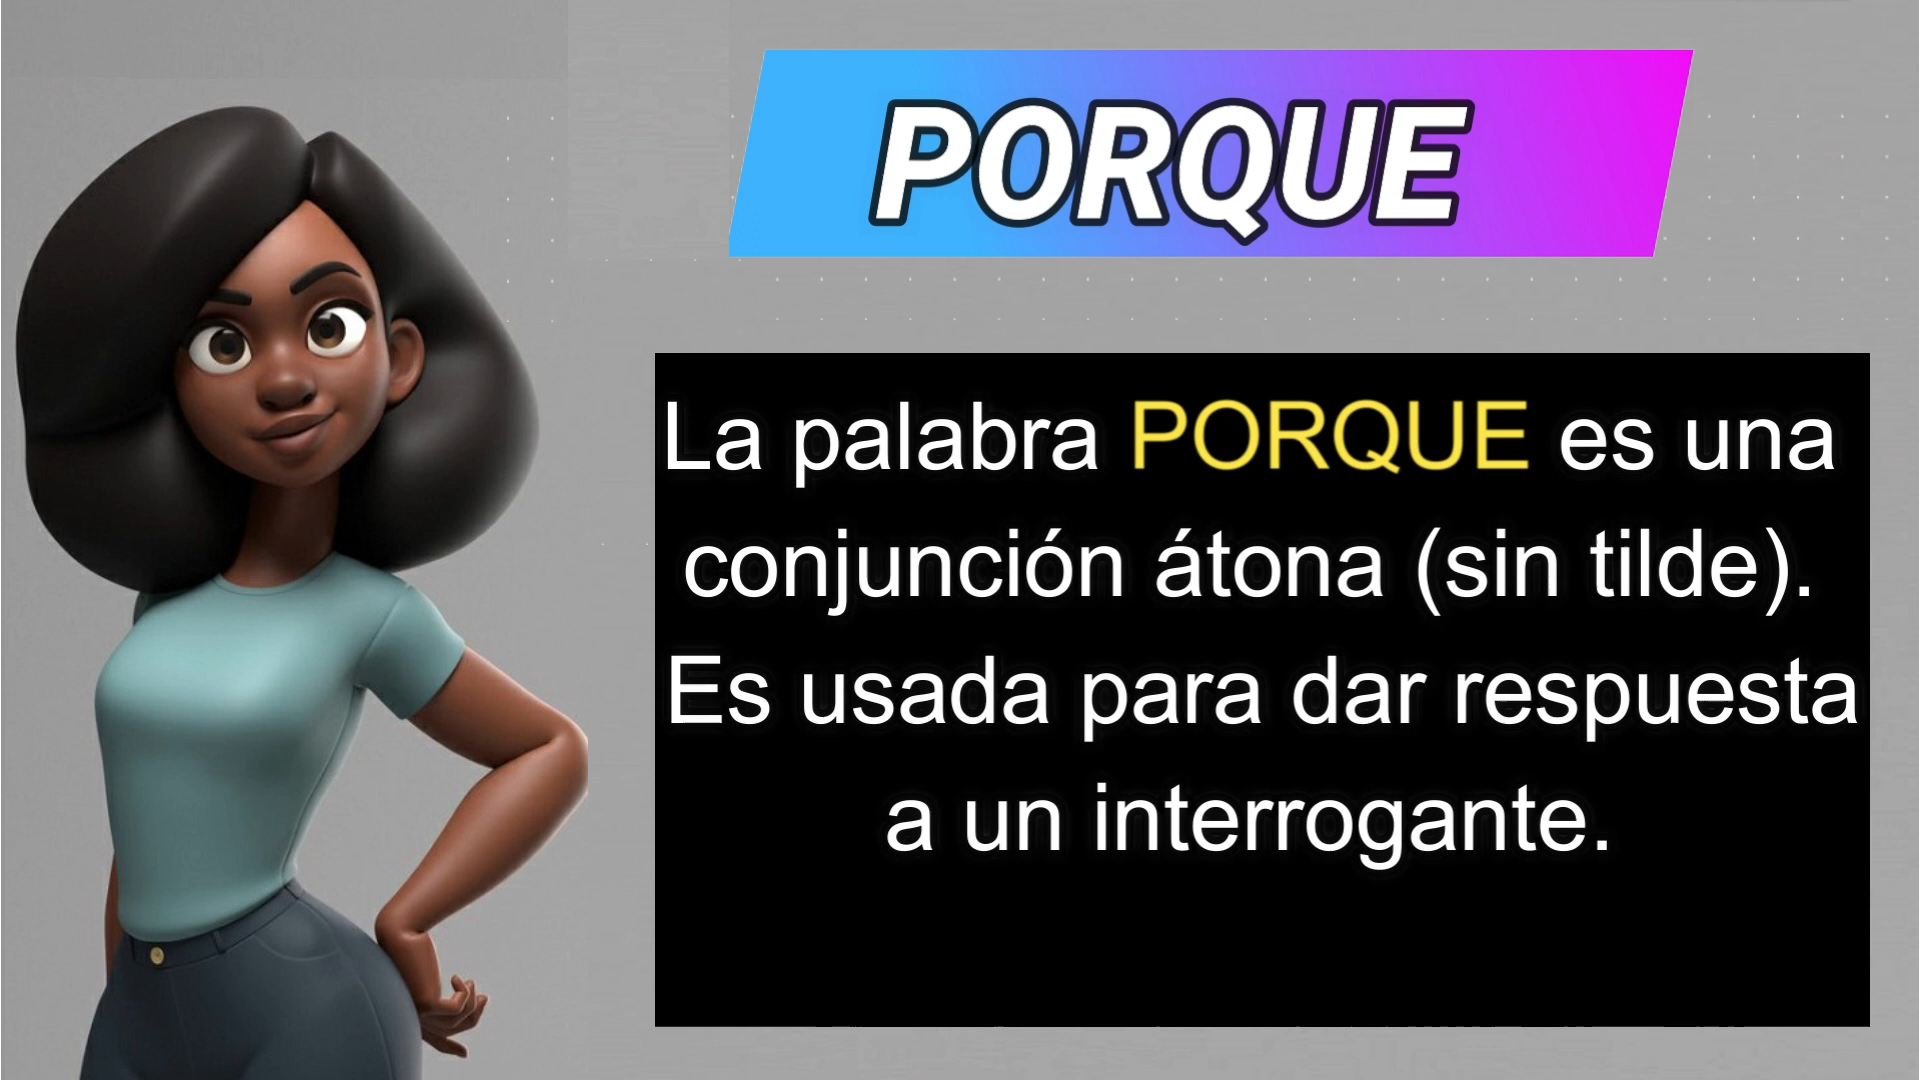 PORQUE
La palabra PORQUE es una
conjunción átona (sin tilde).
Es usada para dar respuesta
a un interrogante.